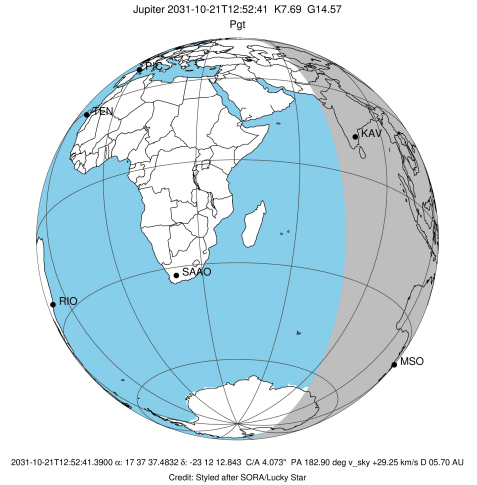 Jupiter 2031-10-21T12:52:41 K7.69 G14.57
Pgt
PIC
TEN
KAV
SAAO
RIO
MSO
2031-10-21T12:52:41.3900 α: 17 37 37.4832 δ: -23 12 12.843 C/A 4.073" PA 182.90 deg v_sky +29.25 km/s D 05.70 AU
Credit: Styled after SORA/Lucky Star